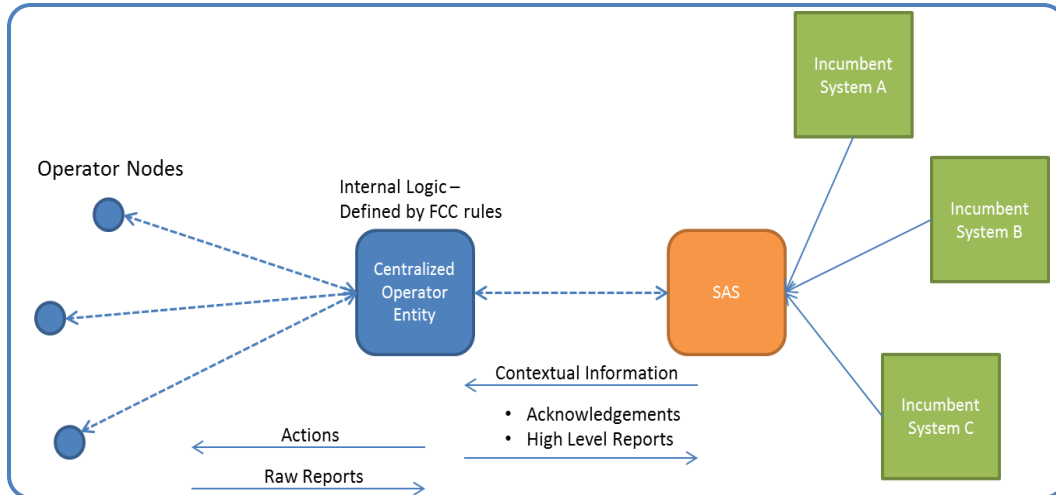 Incumbent
System A
Operator Nodes
Internal Logic –
Defined by FCC rules
Incumbent
System B
Centralized
Operator
Entity
SAS
Contextual Information
• Acknowledgements
• High Level Reports
Incumbent
System C
Actions
Raw Reports